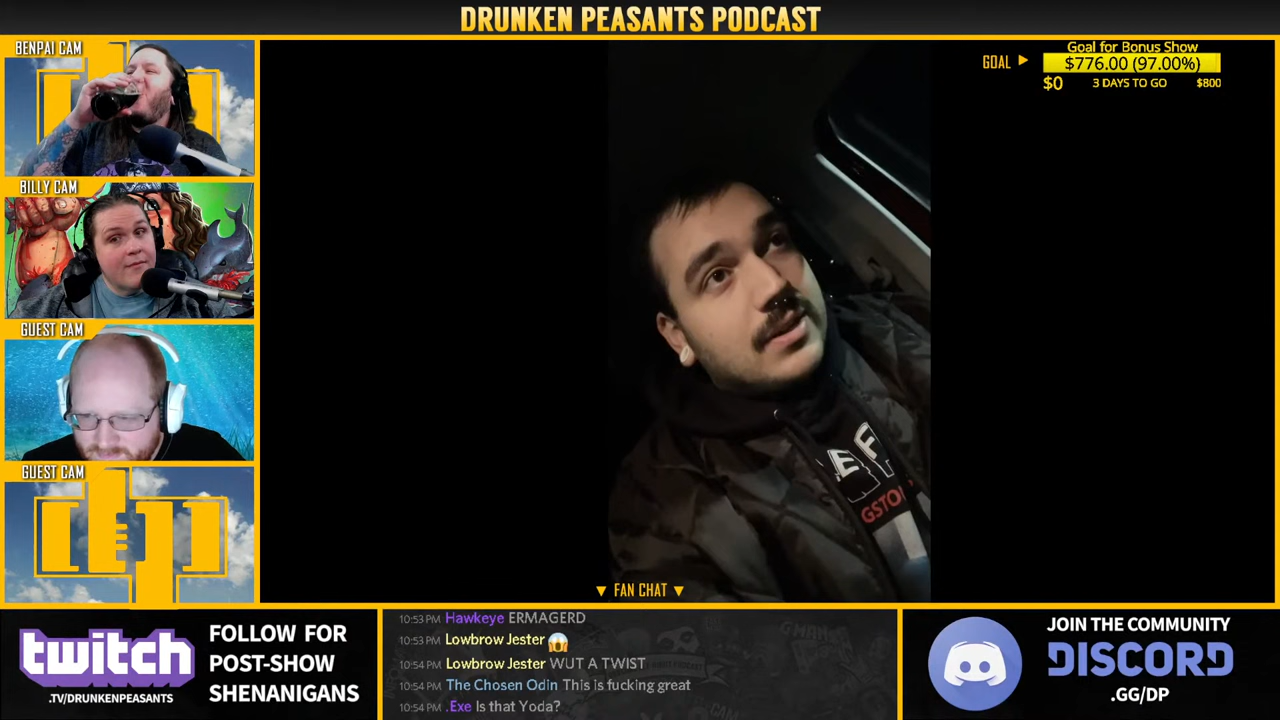 DRUNKEN PEASANTS PODCAST
BENPAI CAM
BILLY CAM
GUEST CAM
GUEST CAM
GOAL
Goal for Bonus Show
$776.00 (97.00%)
$0 3 DAYS TO GO $800
GSTO
FAN CHAT
twitch
.TV/DRUNKENPEASANTS
FOLLOW FOR
POST-SHOW
SHENANIGANS
10:53 PM Hawkeye ERMAGERD
10:53 PM Lowbrow Jester 😱
10:54 PM Lowbrow Jester WUT A TWIST
10:54 PM The Chosen Odin This is fucking great
10:54 PM .Exe Is that Yoda?
JOIN THE COMMUNITY
DISCORD
.GG/DP